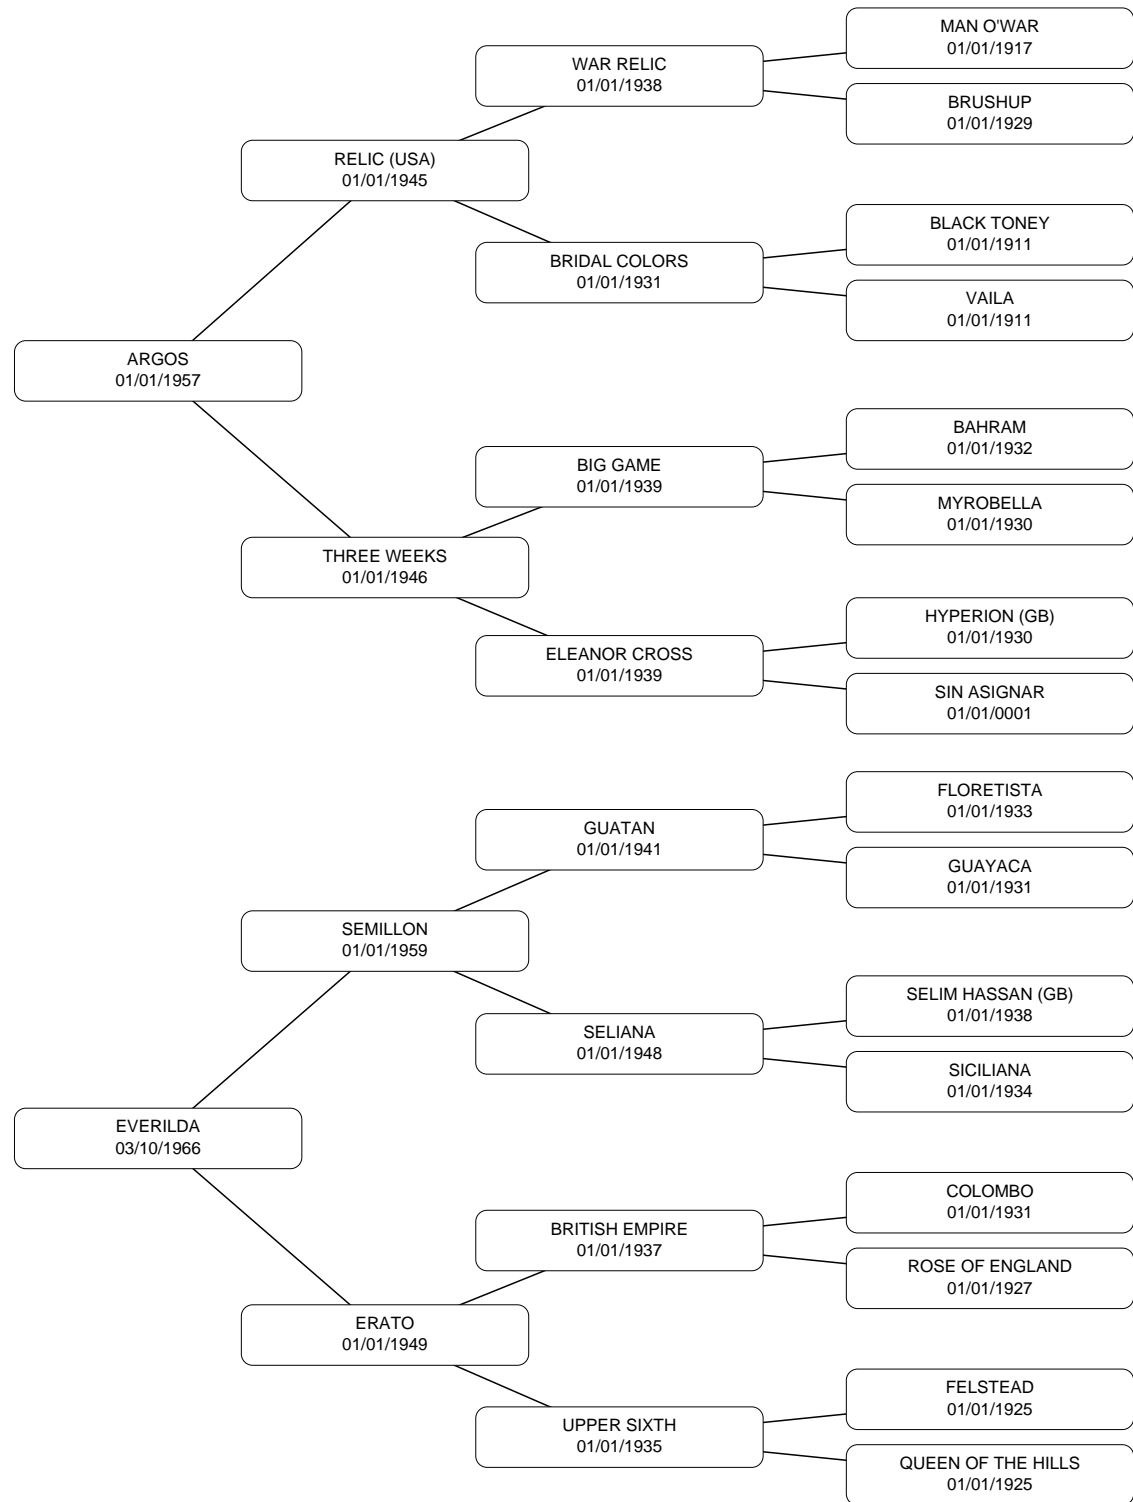 MAN O'WAR
01/01/1917
WAR RELIC
01/01/1938
BRUSHUP
01/01/1929
RELIC (USA)
01/01/1945
BLACK TONEY
01/01/1911
BRIDAL COLORS
01/01/1931
VAILA
01/01/1911
ARGOS
01/01/1957
BAHRAM
01/01/1932
BIG GAME
01/01/1939
MYROBELLA
01/01/1930
THREE WEEKS
01/01/1946
HYPERION (GB)
01/01/1930
ELEANOR CROSS
01/01/1939
SIN ASIGNAR
01/01/0001
FLORETISTA
01/01/1933
GUATAN
01/01/1941
GUAYACA
01/01/1931
SEMILLON
01/01/1959
SELIM HASSAN (GB)
01/01/1938
SELIANA
01/01/1948
SICILIANA
01/01/1934
EVERILDA
03/10/1966
COLOMBO
01/01/1931
BRITISH EMPIRE
01/01/1937
ROSE OF ENGLAND
01/01/1927
ERATO
01/01/1949
FELSTEAD
01/01/1925
UPPER SIXTH
01/01/1935
QUEEN OF THE HILLS
01/01/1925